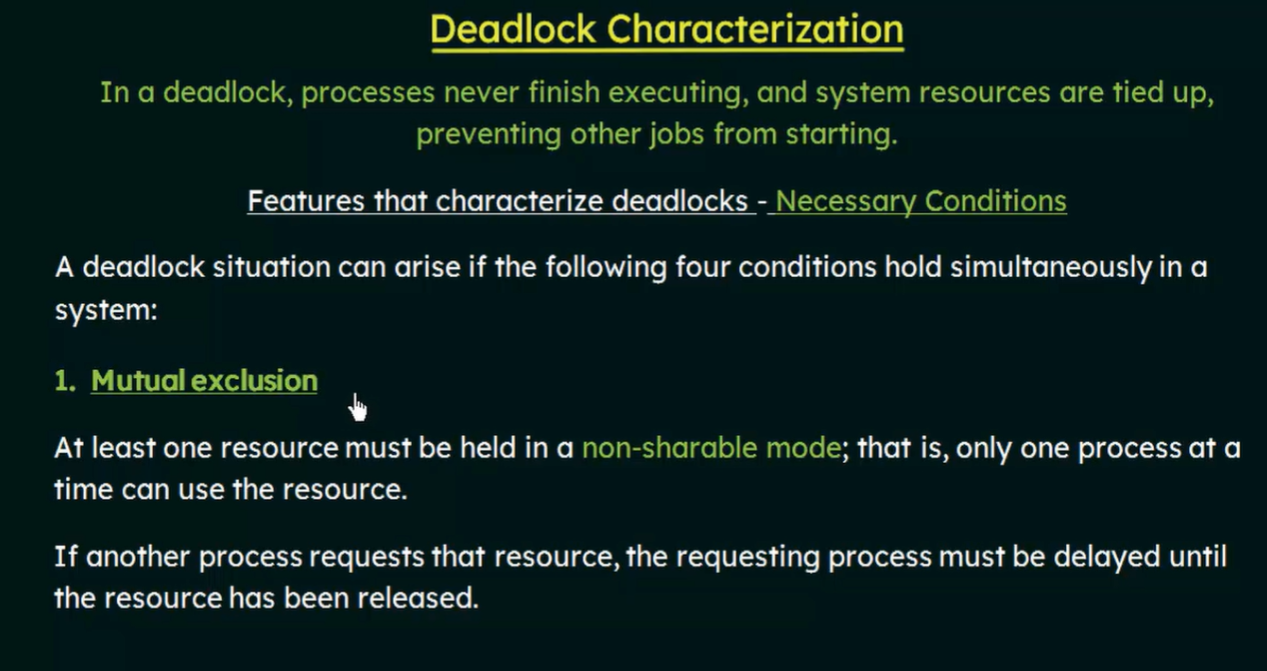 Deadlock Characterization
In a deadlock, processes never finish executing, and system resources are tied up,
preventing other jobs from starting.
Features that characterize deadlocks - Necessary Conditions
A deadlock situation can arise if the following four conditions hold simultaneously in a
system:
1. Mutual exclusion
At least one resource must be held in a non-sharable mode; that is, only one process at a
time can use the resource.
If another process requests that resource, the requesting process must be delayed until
the resource has been released.